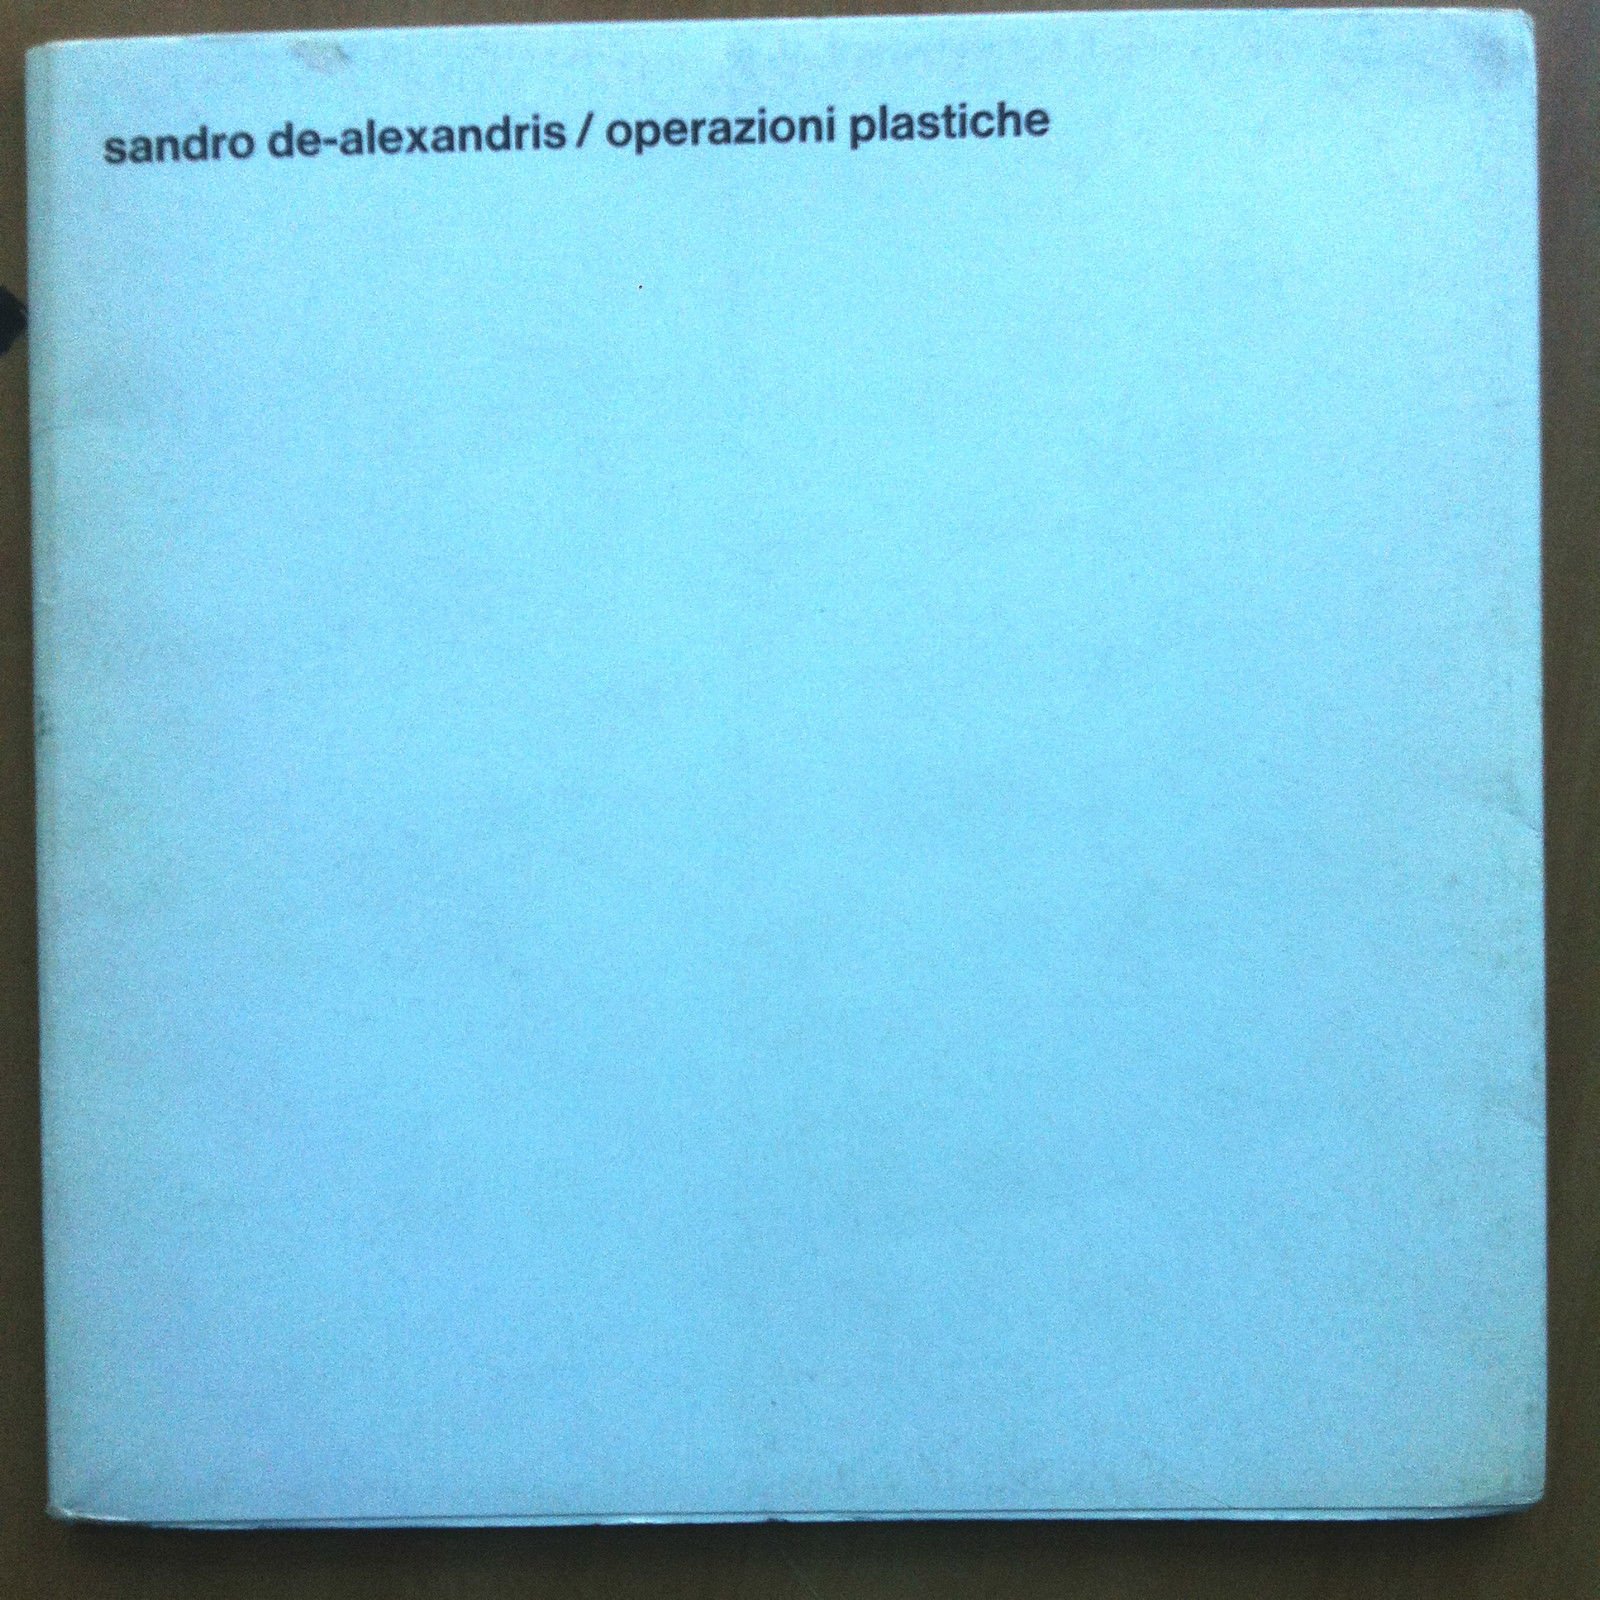 sandro de-alexandris / operazioni plastiche